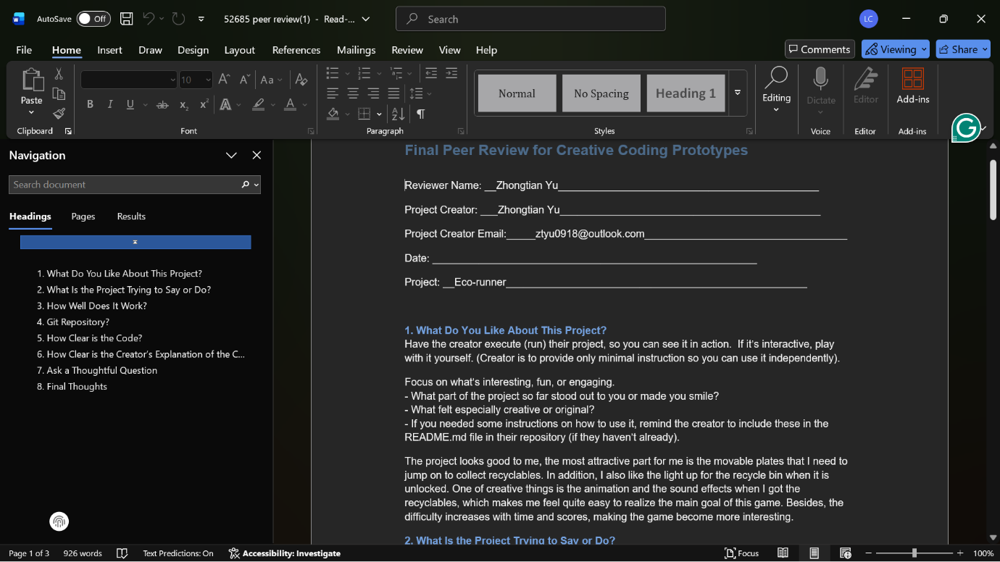 AutoSave Off 52685 peer review(1) - Read-... Search LC
File Home Insert Draw Design Layout References Mailings Review View Help Comments Viewing Share
Paste
10
Aa
B I U ab x₂ x² A A
Normal No Spacing Heading 1
Editing Dictate Editor Add-ins
Clipboard Font Paragraph Styles Voice Editor Add-ins
Navigation
Search document
Headings Pages Results
1. What Do You Like About This Project?
2. What Is the Project Trying to Say or Do?
3. How Well Does It Work?
4. Git Repository?
5. How Clear is the Code?
6. How Clear is the Creator's Explanation of the C...
7. Ask a Thoughtful Question
8. Final Thoughts
Final Peer Review for Creative Coding Prototypes
Reviewer Name: __Zhongtian Yu______________________________________________
Project Creator: ___Zhongtian Yu______________________________________________
Project Creator Email:_____ztyu0918@outlook.com___________________________________
Date: ________________________________________________________
Project: __Eco-runner____________________________________________________
1. What Do You Like About This Project?
Have the creator execute (run) their project, so you can see it in action.  If it's interactive, play
with it yourself. (Creator is to provide only minimal instruction so you can use it independently).
Focus on what's interesting, fun, or engaging.
- What part of the project so far stood out to you or made you smile?
- What felt especially creative or original?
- If you needed some instructions on how to use it, remind the creator to include these in the
README.md file in their repository (if they haven't already).
The project looks good to me, the most attractive part for me is the movable plates that I need to
jump on to collect recyclables. In addition, I also like the light up for the recycle bin when it is
unlocked. One of creative things is the animation and the sound effects when I got the
recyclables, which makes me feel quite easy to realize the main goal of this game. Besides, the
difficulty increases with time and scores, making the game become more interesting.
2. What Is the Project Trying to Say or Do?
Page 1 of 3 926 words Text Predictions: On Accessibility: Investigate Focus 100%